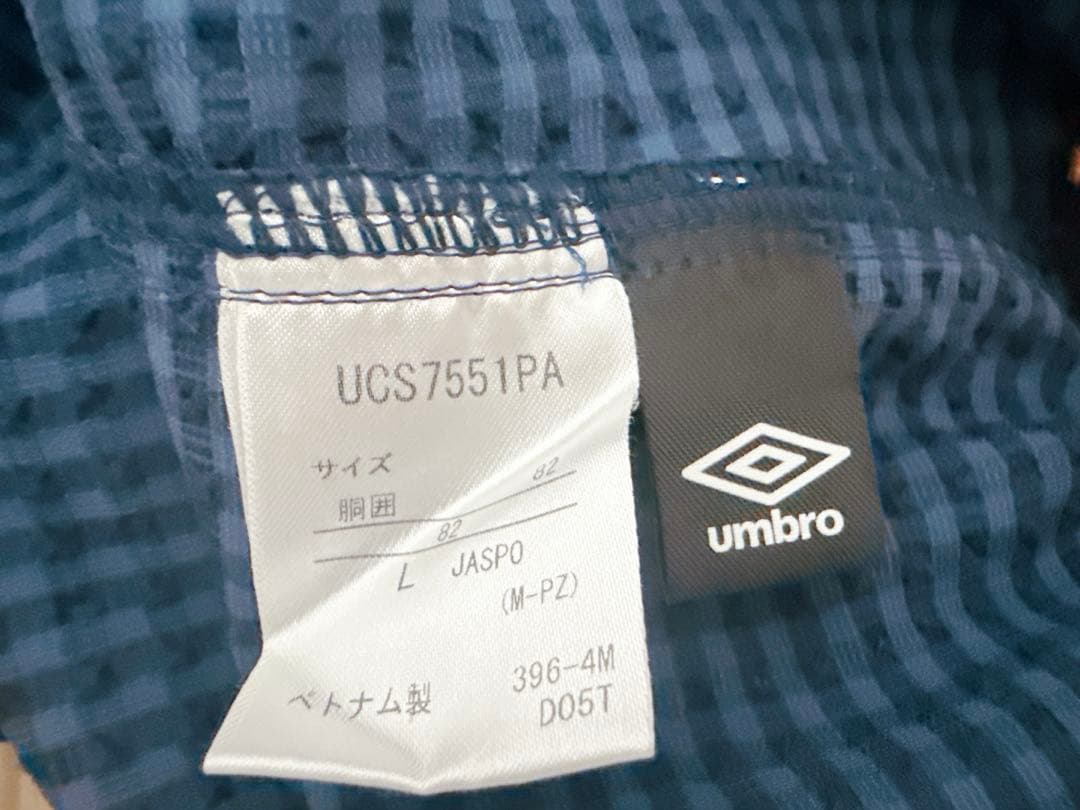 UCS7551PA
サイズ
胴囲 82
82
L JASPO
(M-PZ)
396-4M
ベトナム製 D05T
umbro